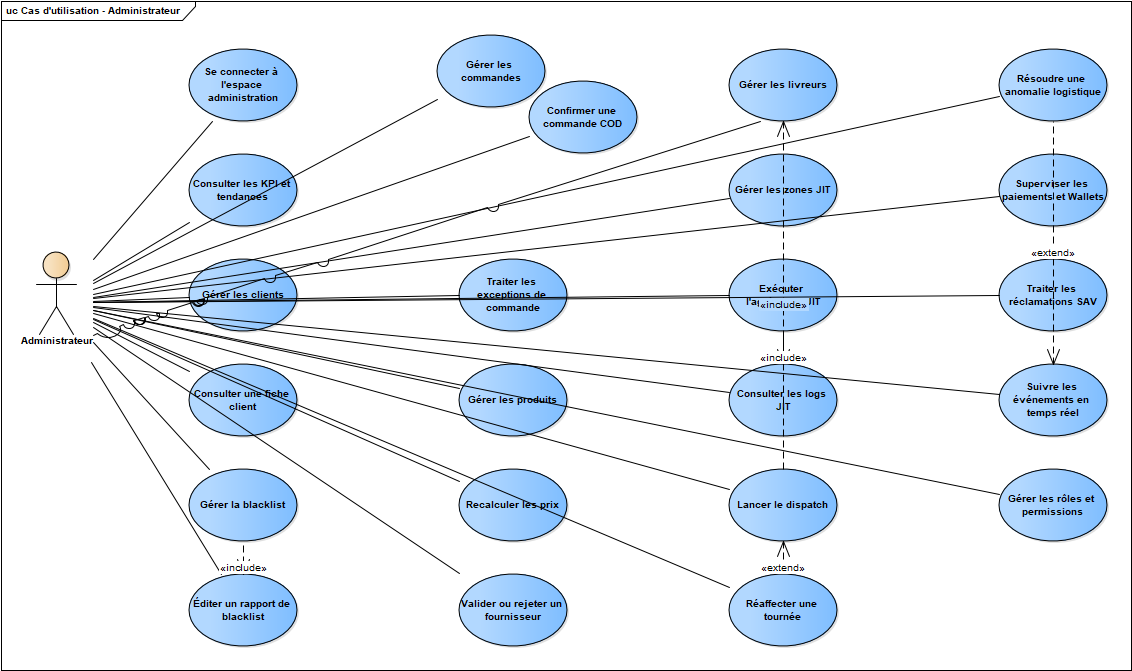 uc Cas d'utilisation - Administrateur
Se connecter à
l'espace
administration
Gérer les
commandes
Confirmer une
commande COD
Gérer les livreurs
Résoudre une
anomalie logistique
Consulter les KPI et
tendances
Gérer les zones JIT
Superviser les
paiements et Wallets
«extend»
Administrateur
Gérer les clients
Traiter les
exceptions de
commande
Exécuter
«include»
Traiter les
réclamations SAV
«include»
Consulter une fiche
client
Gérer les produits
Consulter les logs
JIT
Suivre les
événements en
temps réel
Gérer la blacklist
Recalculer les prix
Lancer le dispatch
Gérer les rôles et
permissions
«include»
«extend»
Éditer un rapport de
blacklist
Valider ou rejeter un
fournisseur
Réaffecter une
tournée